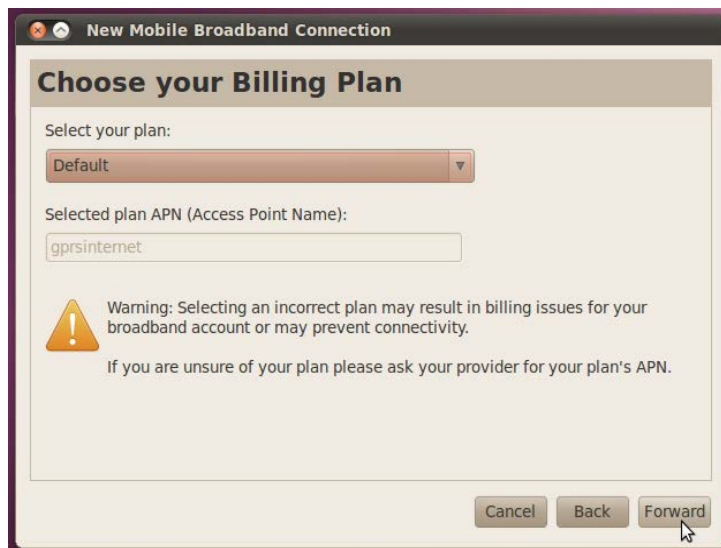 New Mobile Broadband Connection
Choose your Billing Plan
Select your plan:
Default
Selected plan APN (Access Point Name):
gprsinternet
Warning: Selecting an incorrect plan may result in billing issues for your
broadband account or may prevent connectivity.
If you are unsure of your plan please ask your provider for your plan's APN.
Cancel Back Forward